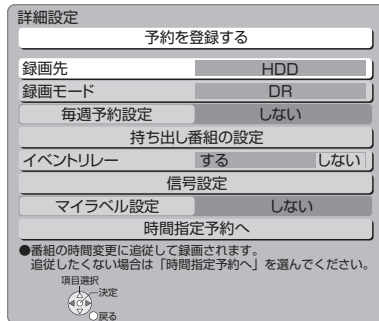 詳細設定
予約を登録する
録画先 HDD
録画モード DR
毎週予約設定 しない
持ち出し番組の設定
イベントリレー する しない
信号設定
マイラベル設定 しない
時間指定予約へ
●番組の時間変更に追従して録画されます。
追従したくない場合は「時間指定予約へ」を選んでください。
項目選択
決定
戻る